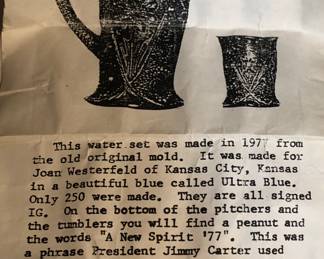 This water set was made in 197 from
the old original mold. It was made for
Joan Westerfeld of Kansas City, Kansas
in a beautiful blue called Ultra Blue.
Only 250 were made. They are all signed
IG. On the bottom of the pitchers and
the tumblers you will find a peanut and
the words "A New Spirit '77". This was
a phrase President Jimmy Carter used